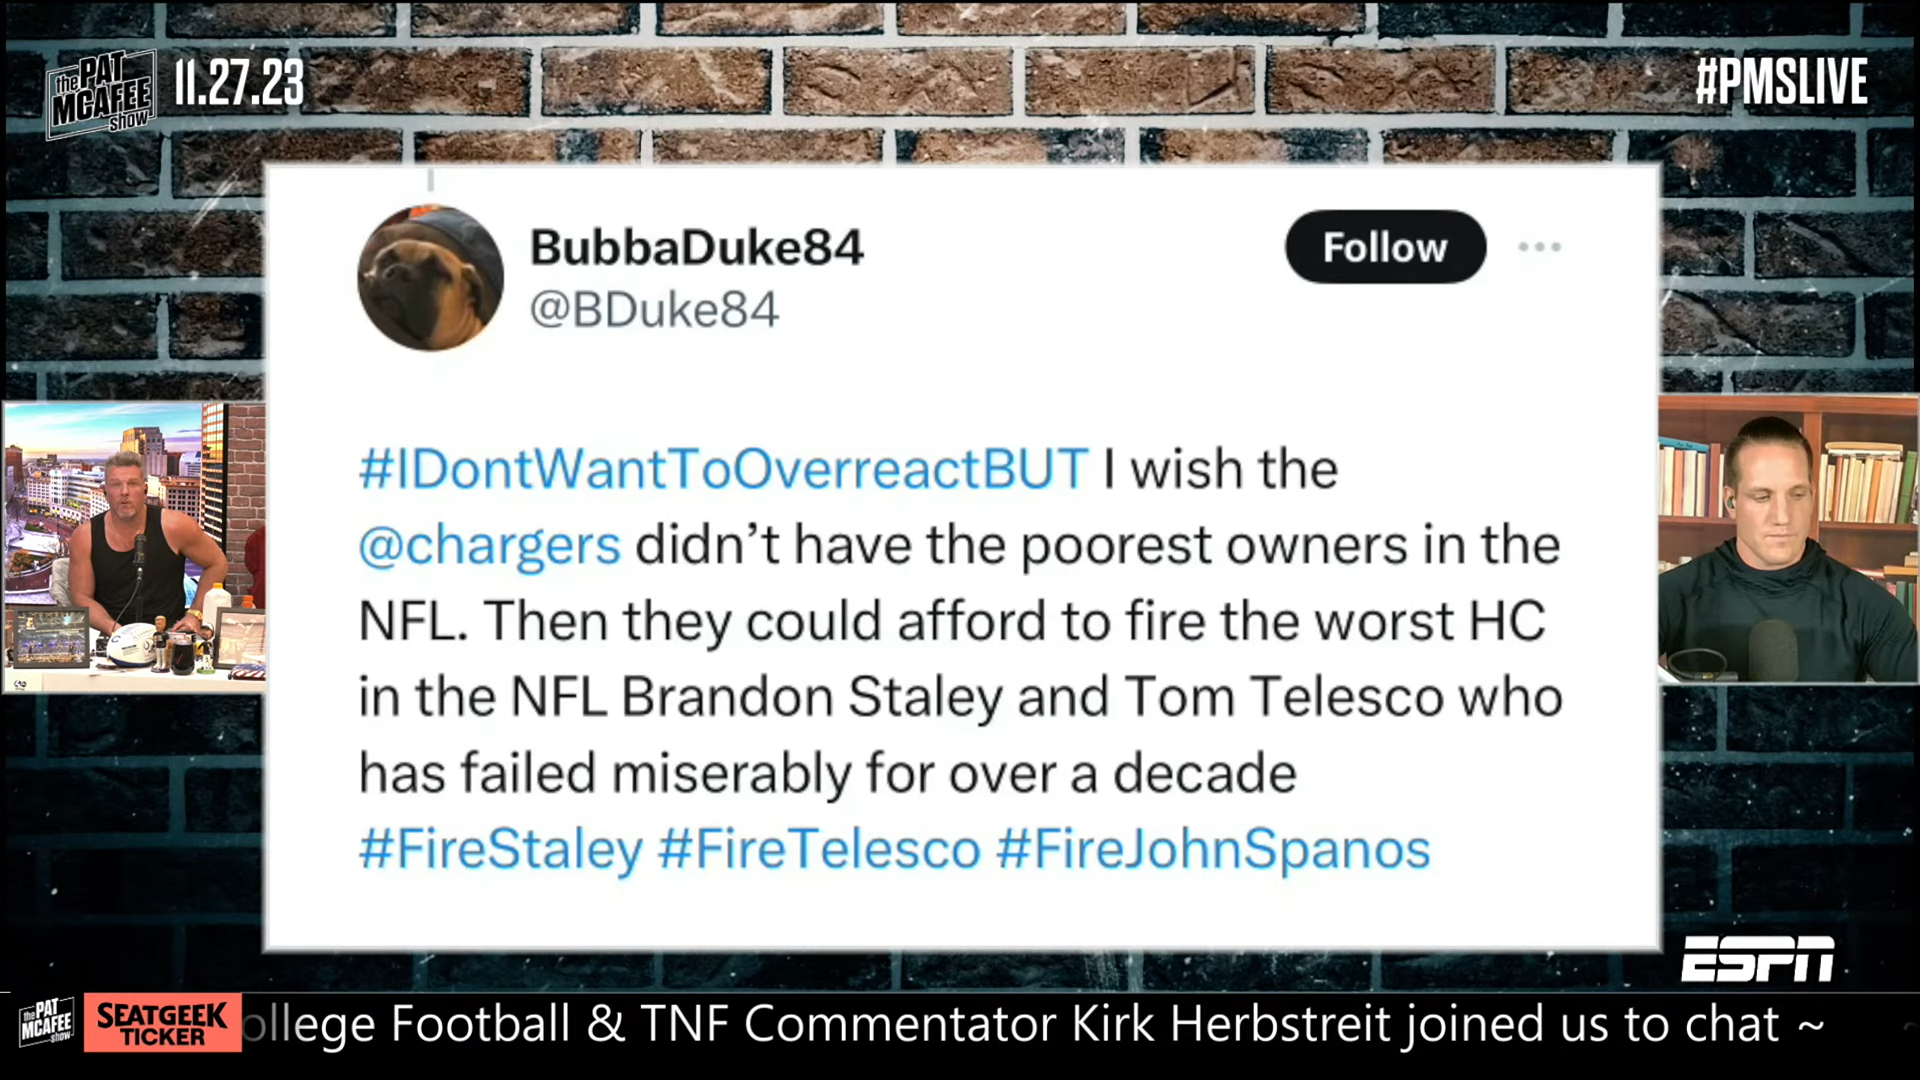 the PAT MCAFEE show
11.27.23
#PMSLIVE
BubbaDuke84
@BDuke84
Follow
#IDontWantToOverreactBUT I wish the
@chargers didn’t have the poorest owners in the
NFL. Then they could afford to fire the worst HC
in the NFL Brandon Staley and Tom Telesco who
has failed miserably for over a decade
#FireStaley #FireTelesco #FireJohnSpanos
ESPN
the PAT MCAFEE show
SEATGEEK
TICKER
ollege Football & TNF Commentator Kirk Herbstreit joined us to chat ~